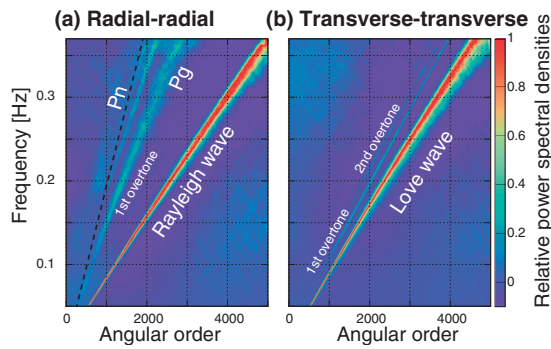 (a) Radial-radial
(b) Transverse-transverse
Frequency [Hz]
0.3
0.2
0.1
Pn
Pg
1st overtone
Rayleigh wave
0
2000
4000
Angular order
2nd overtone
1st overtone
Love wave
0
2000
4000
Angular order
1
0.8
0.6
0.4
0.2
0
Relative power spectral densities